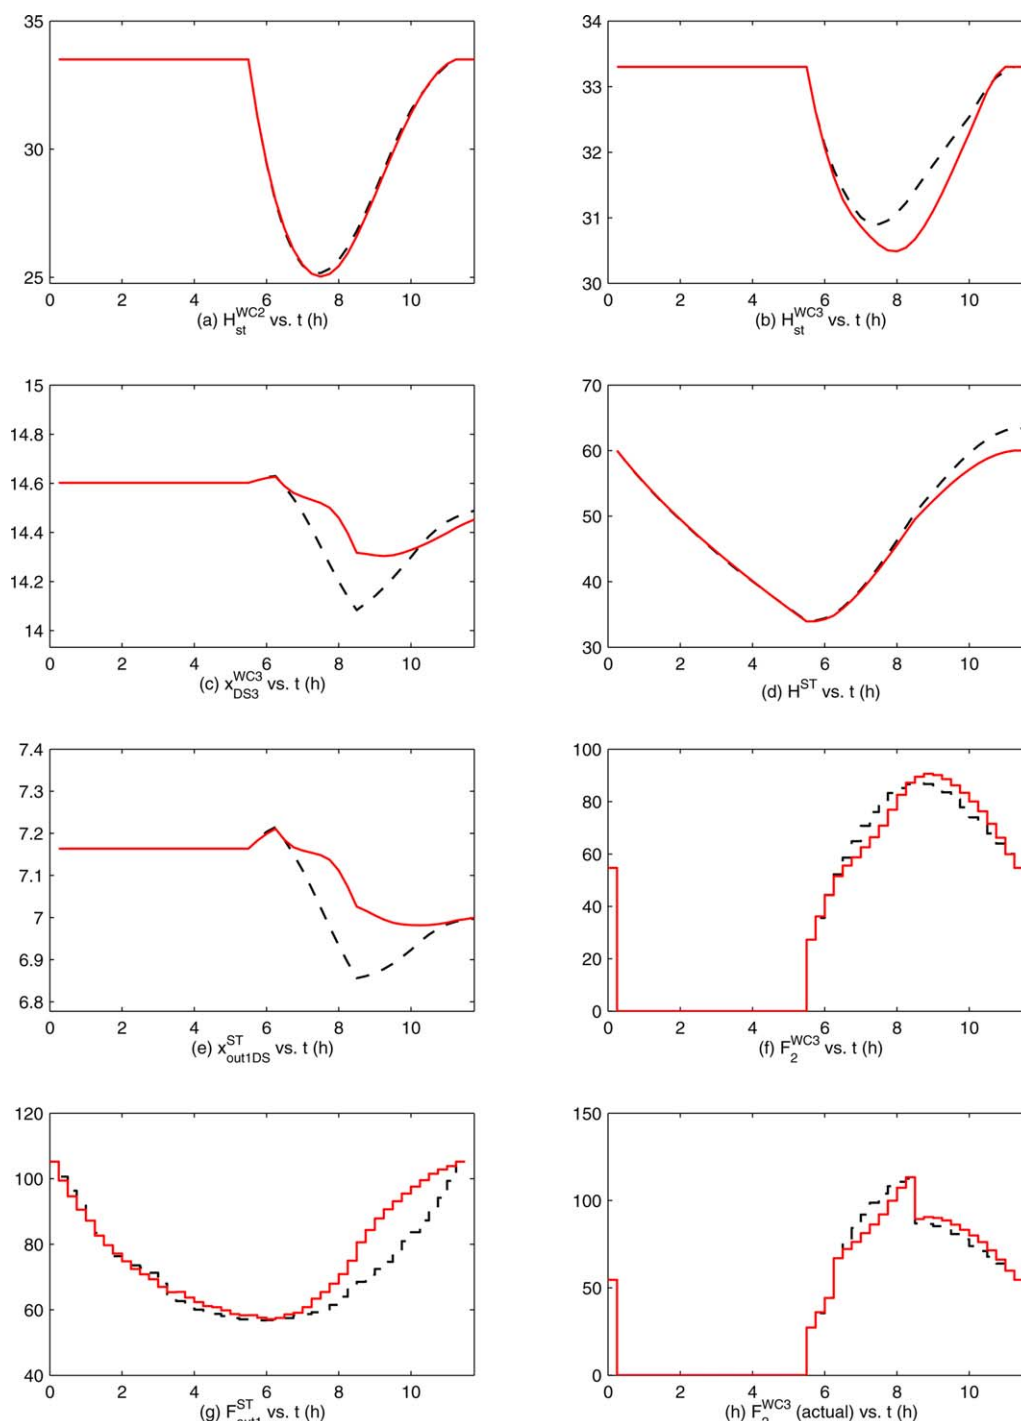 35
30
25
0 2 4 6 8 10
(a) H_st^WC2 vs. t (h)
34
33
32
31
30
0 2 4 6 8 10
(b) H_st^WC3 vs. t (h)
15
14.8
14.6
14.4
14.2
14
0 2 4 6 8 10
(c) x_DS3^WC3 vs. t (h)
70
60
50
40
30
0 2 4 6 8 10
(d) H^ST vs. t (h)
7.4
7.3
7.2
7.1
7
6.9
6.8
0 2 4 6 8 10
(e) x_out1DS^ST vs. t (h)
100
80
60
40
20
0
0 2 4 6 8 10
(f) F_2^WC3 vs. t (h)
120
100
80
60
40
0 2 4 6 8 10
(g) F_out1^ST vs. t (h)
150
100
50
0
0 2 4 6 8 10
(h) F_2^WC3 (actual) vs. t (h)